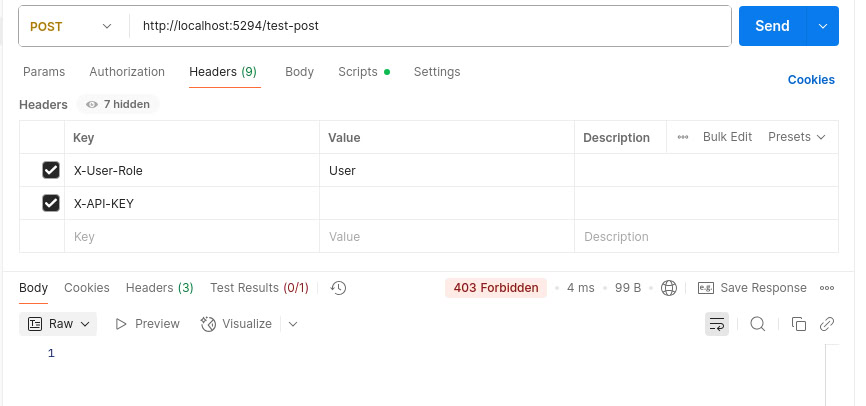 POST http://localhost:5294/test-post Send
Params Authorization Headers (9) Body Scripts Settings
Cookies
Headers 7 hidden
Key Value Description Bulk Edit Presets
X-User-Role User
X-API-KEY
Key Value Description
Body Cookies Headers (3) Test Results (0/1) 403 Forbidden 4 ms 99 B e.g. Save Response
Raw Preview Visualize
1